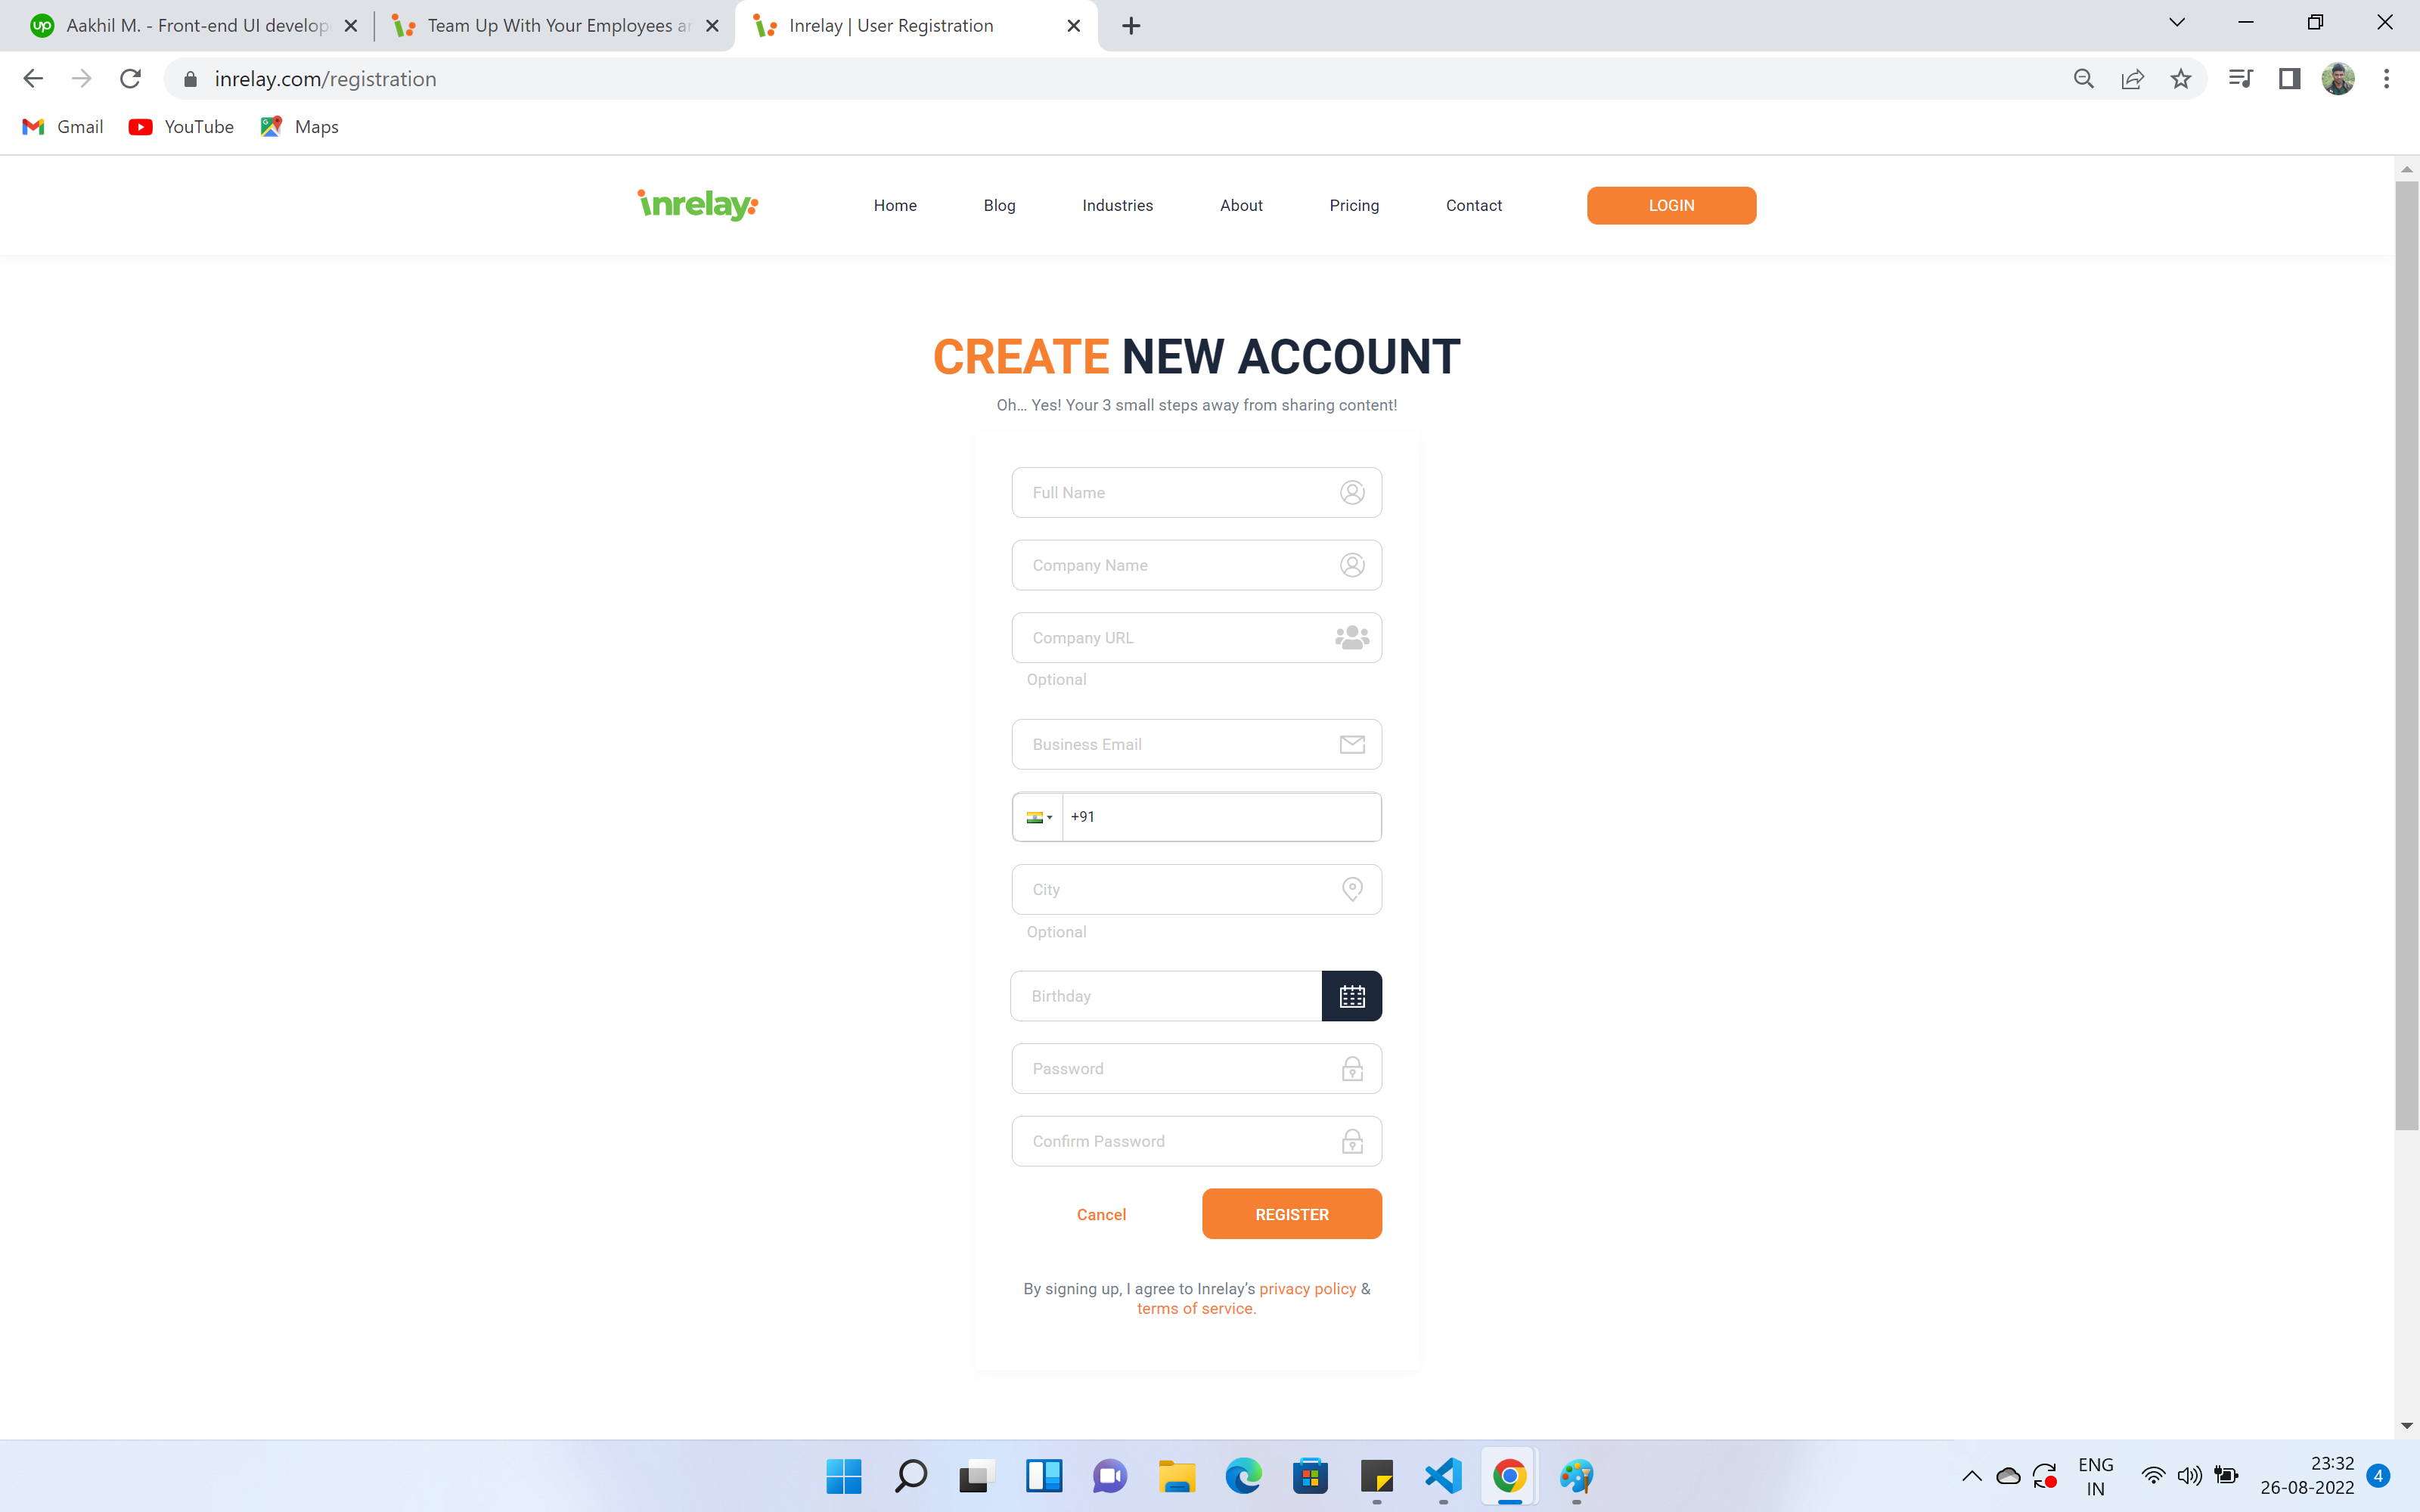 Aakhil M. - Front-end UI develop
Team Up With Your Employees ar
Inrelay | User Registration
inrelay.com/registration
Gmail
YouTube
Maps
inrelay
Home
Blog
Industries
About
Pricing
Contact
LOGIN
CREATE NEW ACCOUNT
Oh... Yes! Your 3 small steps away from sharing content!
Full Name
Company Name
Company URL
Optional
Business Email
+91
City
Optional
Birthday
Password
Confirm Password
Cancel
REGISTER
By signing up, I agree to Inrelay’s privacy policy &
terms of service.
ENG
IN
23:32
26-08-2022
4